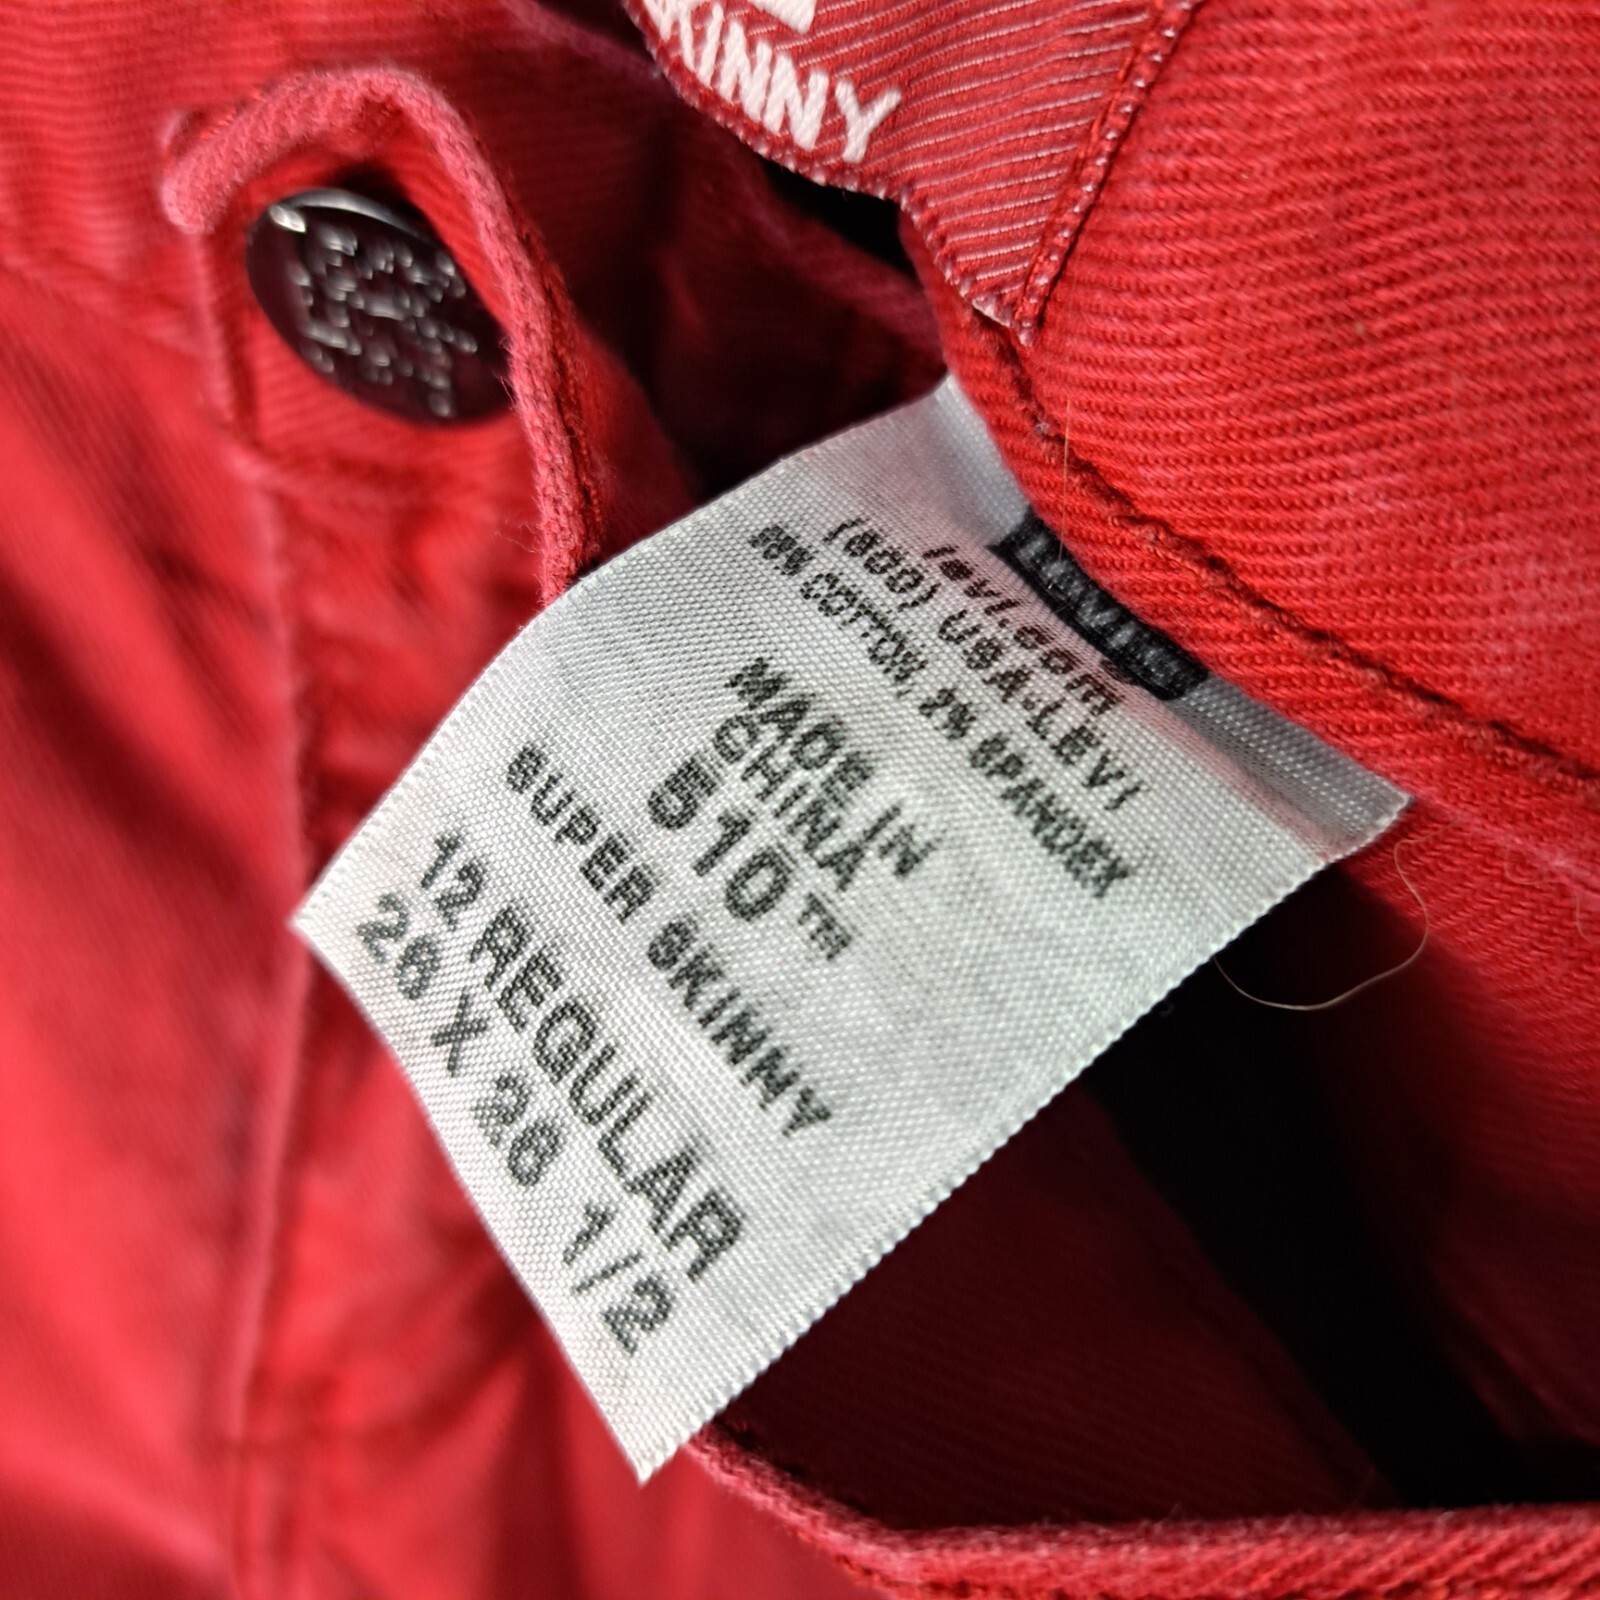 SKINNY
LEVI'S
levi.com
(800) USA-LEVI
98% COTTON, 2% SPANDEX
MADE IN
CHINA
510™
SUPER SKINNY
12 REGULAR
26 X 26 1/2